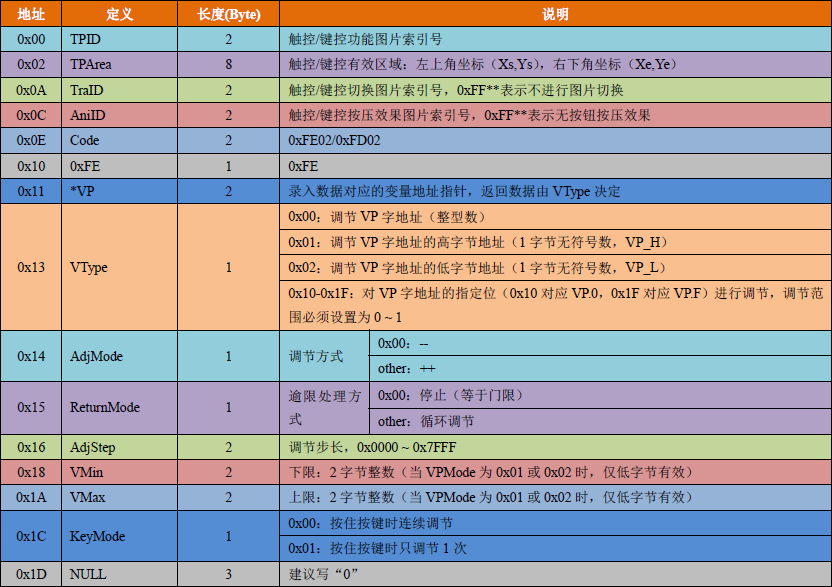 地址 定义 长度(Byte) 说明
0x00 TPID 2 触控/键控功能图片索引号
0x02 TPArea 8 触控/键控有效区域：左上角坐标（Xs,Ys），右下角坐标（Xe,Ye）
0x0A TraID 2 触控/键控切换图片索引号，0xFF**表示不进行图片切换
0x0C AniID 2 触控/键控按压效果图片索引号，0xFF**表示无按钮按压效果
0x0E Code 2 0xFE02/0xFD02
0x10 0xFE 1 0xFE
0x11 *VP 2 录入数据对应的变量地址指针，返回数据由 VType 决定
0x13 VType 1 0x00：调节 VP 字地址（整型数）
0x01：调节 VP 字地址的高字节地址（1 字节无符号数，VP_H）
0x02：调节 VP 字地址的低字节地址（1 字节无符号数，VP_L）
0x10-0x1F：对 VP 字地址的指定位（0x10 对应 VP.0，0x1F 对应 VP.F）进行调节，调节范
围必须设置为 0 ~ 1
0x14 AdjMode 1 调节方式 0x00：--
other：++
0x15 ReturnMode 1 逾限处理方
式
0x00：停止（等于门限）
other：循环调节
0x16 AdjStep 2 调节步长，0x0000 ~ 0x7FFF
0x18 VMin 2 下限：2 字节整数（当 VPMode 为 0x01 或 0x02 时，仅低字节有效）
0x1A VMax 2 上限：2 字节整数（当 VPMode 为 0x01 或 0x02 时，仅低字节有效）
0x1C KeyMode 1 0x00：按住按键时连续调节
0x01：按住按键时只调节 1 次
0x1D NULL 3 建议写“0”